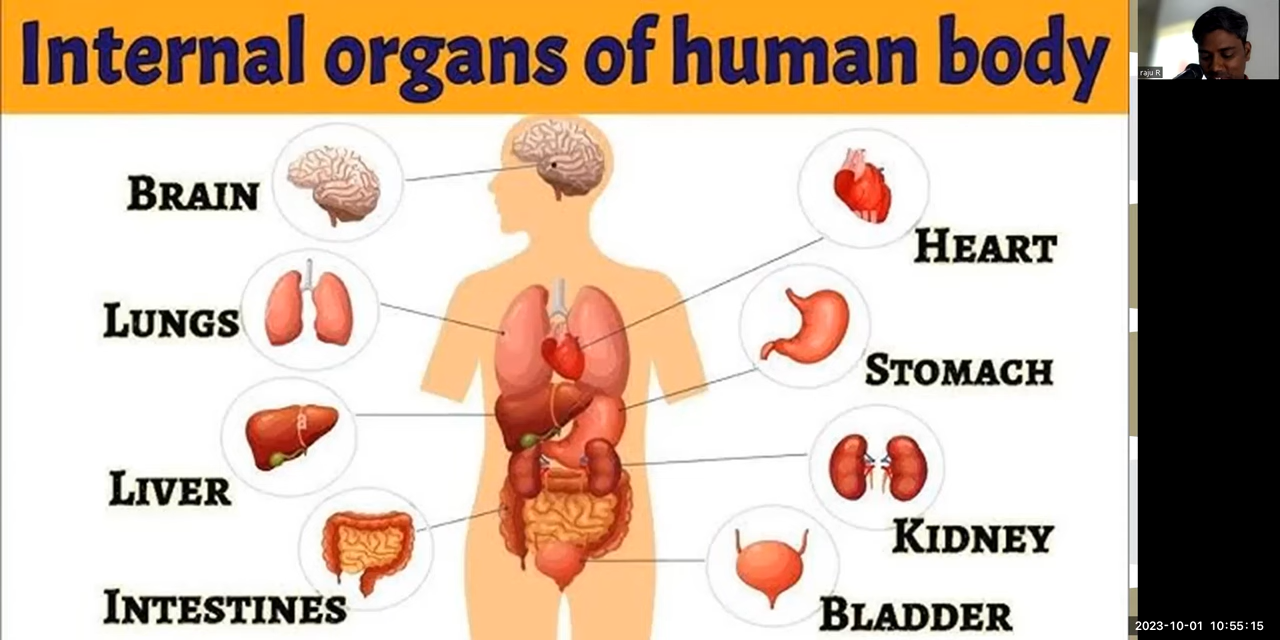 Internal organs of human body
raju R
BRAIN
HEART
LUNGS
STOMACH
LIVER
KIDNEY
INTESTINES
BLADDER
2023-10-01 10:55:15